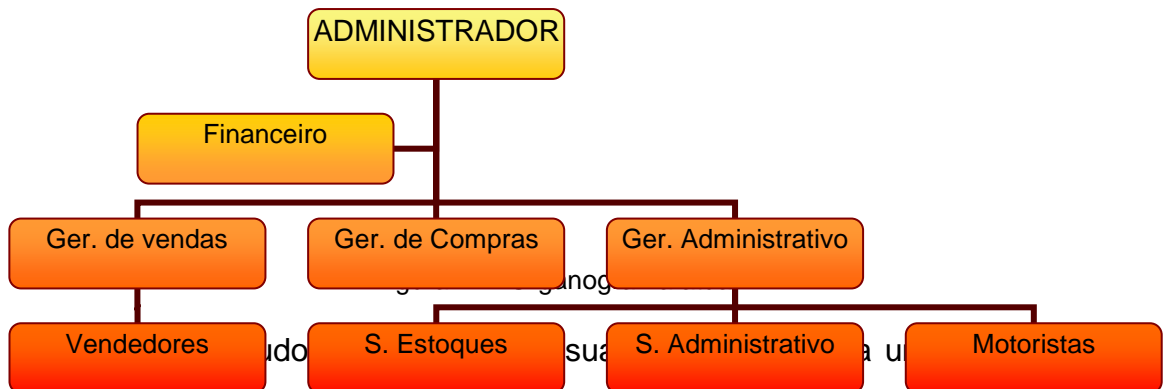 ADMINISTRADOR
Financeiro
Ger. de vendas Ger. de Compras Ger. Administrativo
Vendedores S. Estoques S. Administrativo Motoristas